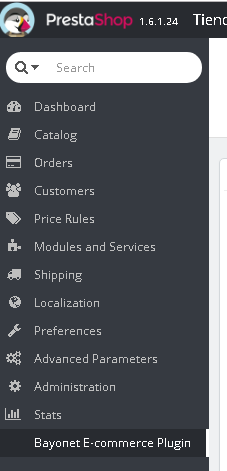 PrestaShop 1.6.1.24 Tiend
Search
Dashboard
Catalog
Orders
Customers
Price Rules
Modules and Services
Shipping
Localization
Preferences
Advanced Parameters
Administration
Stats
Bayonet E-commerce Plugin